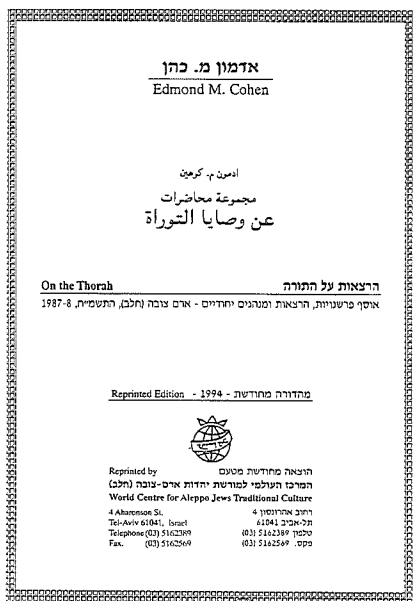 אדמון מ. כהן
Edmond M. Cohen
ادمون م. كوهين
مجموعة محاضرات
عن وصايا التوراة
On the Thorah הרצאות על התורה
אוסף פרשנויות, הרצאות ומנהגים יהודיים - ארם צובה (חלב), התשמ״ח, 1987-8
Reprinted Edition - 1994 - מהדורה מחודשת
Reprinted by הוצאה מחודשת מטעם
המרכז העולמי למורשת יהדות ארם-צובה (חלב)
World Centre for Aleppo Jews Traditional Culture
4 Aharonson St. רחוב אהרונסון 4
Tel-Aviv 61041, Israel תל-אביב 61041
Telephone (03) 5162389 טלפון 5162389 (03)
Fax. (03) 5162569 פקס. 5162569 (03)